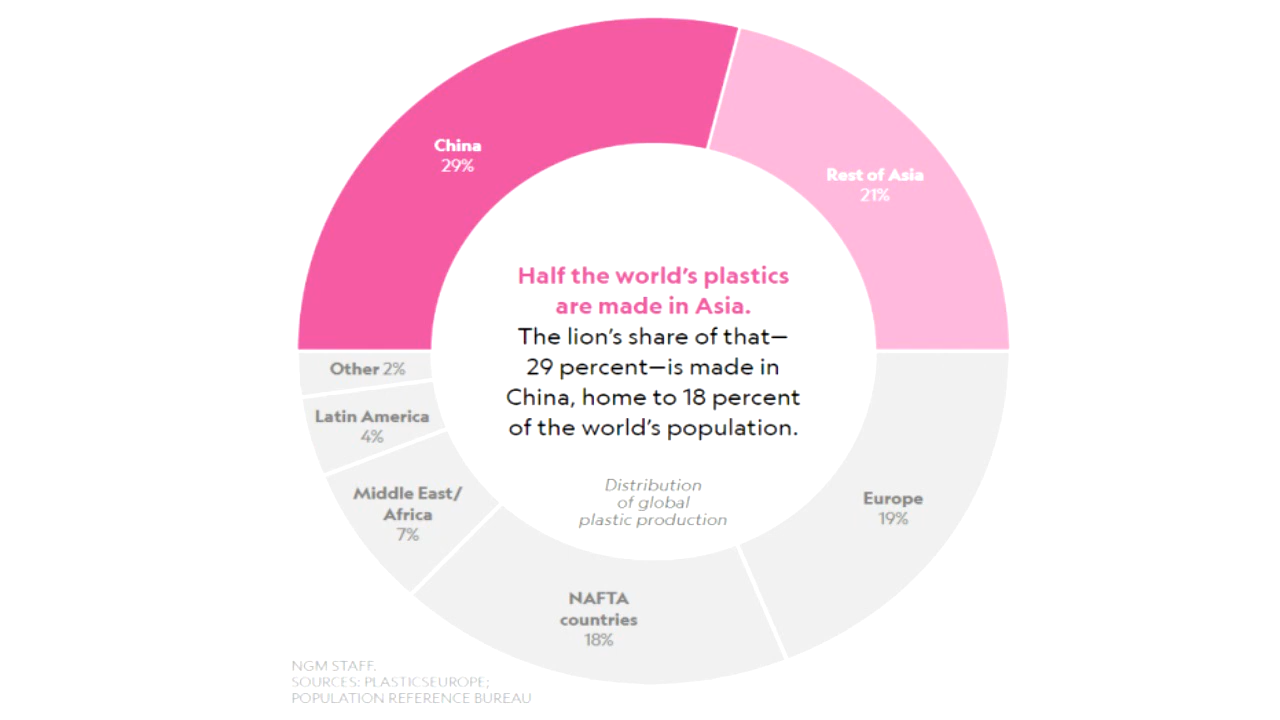 China
29%
Rest of Asia
21%
Half the world's plastics
are made in Asia.
The lion's share of that—
29 percent—is made in
China, home to 18 percent
of the world's population.
Distribution
of global
plastic production
Other 2%
Latin America
4%
Middle East/
Africa
7%
NAFTA
countries
18%
Europe
19%
NGM STAFF.
SOURCES: PLASTICSEUROPE;
POPULATION REFERENCE BUREAU